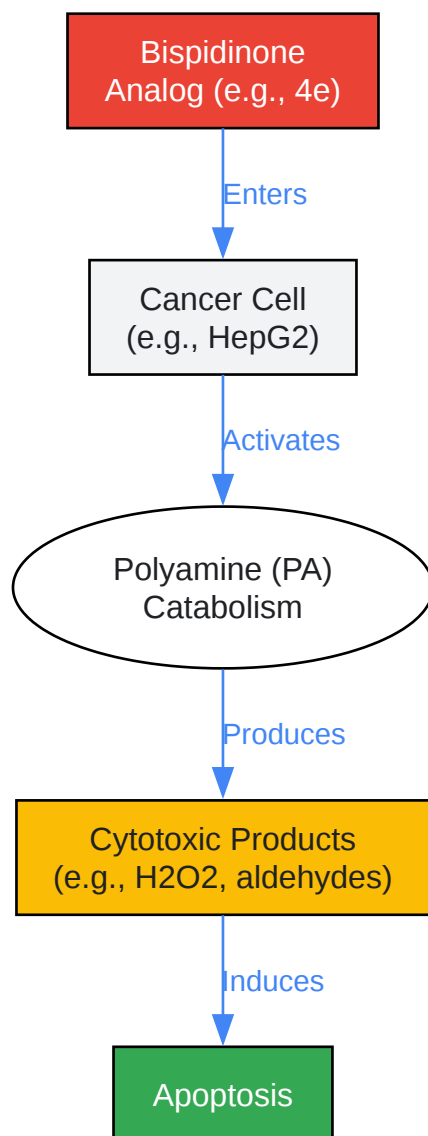 Bispidinone
Analog (e.g., 4e)
Enters
Cancer Cell
(e.g., HepG2)
Activates
Polyamine (PA)
Catabolism
Produces
Cytotoxic Products
(e.g., H2O2, aldehydes)
Induces
Apoptosis